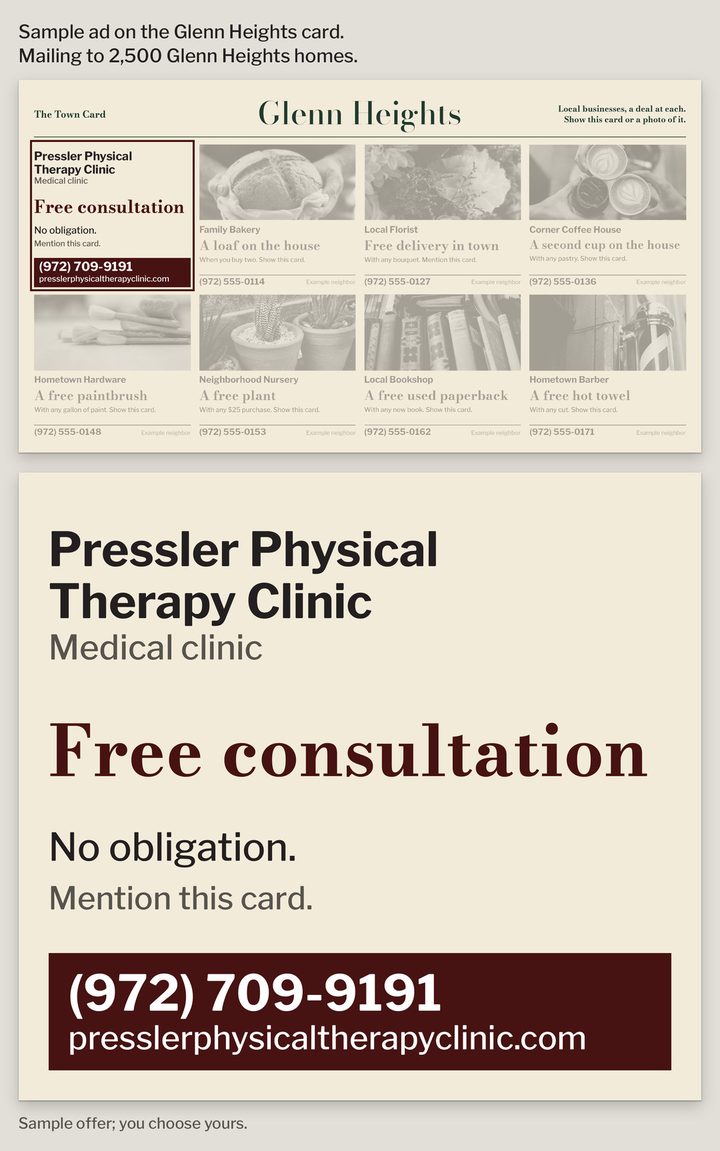 Sample ad on the Glenn Heights card.
Mailing to 2,500 Glenn Heights homes.
The Town Card
Glenn Heights
Local businesses, a deal at each.
Show this card or a photo of it.
Pressler Physical
Therapy Clinic
Medical clinic
Free consultation
No obligation.
Mention this card.
(972) 709-9191
presslerphysicaltherapyclinic.com
Family Bakery
A loaf on the house
When you buy two. Show this card.
(972) 555-0114 Example neighbor
Local Florist
Free delivery in town
With any bouquet. Mention this card.
(972) 555-0127 Example neighbor
Corner Coffee House
A second cup on the house
With any pastry. Show this card.
(972) 555-0136 Example neighbor
Hometown Hardware
A free paintbrush
With any gallon of paint. Show this card.
(972) 555-0148 Example neighbor
Neighborhood Nursery
A free plant
With any $25 purchase. Show this card.
(972) 555-0153 Example neighbor
Local Bookshop
A free used paperback
With any new book. Show this card.
(972) 555-0162 Example neighbor
Hometown Barber
A free hot towel
With any cut. Show this card.
(972) 555-0171 Example neighbor
Pressler Physical
Therapy Clinic
Medical clinic
Free consultation
No obligation.
Mention this card.
(972) 709-9191
presslerphysicaltherapyclinic.com
Sample offer; you choose yours.